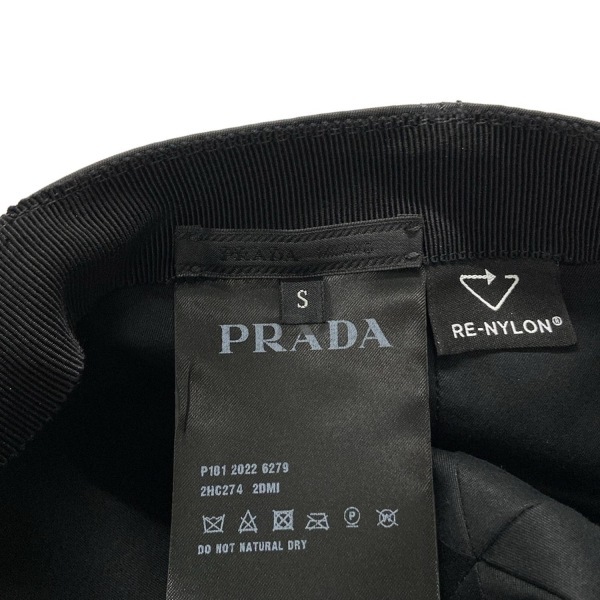 PRADA
S
PRADA
RE-NYLON®
P101 2022 6279
2HC274 2DMI
P W
DO NOT NATURAL DRY